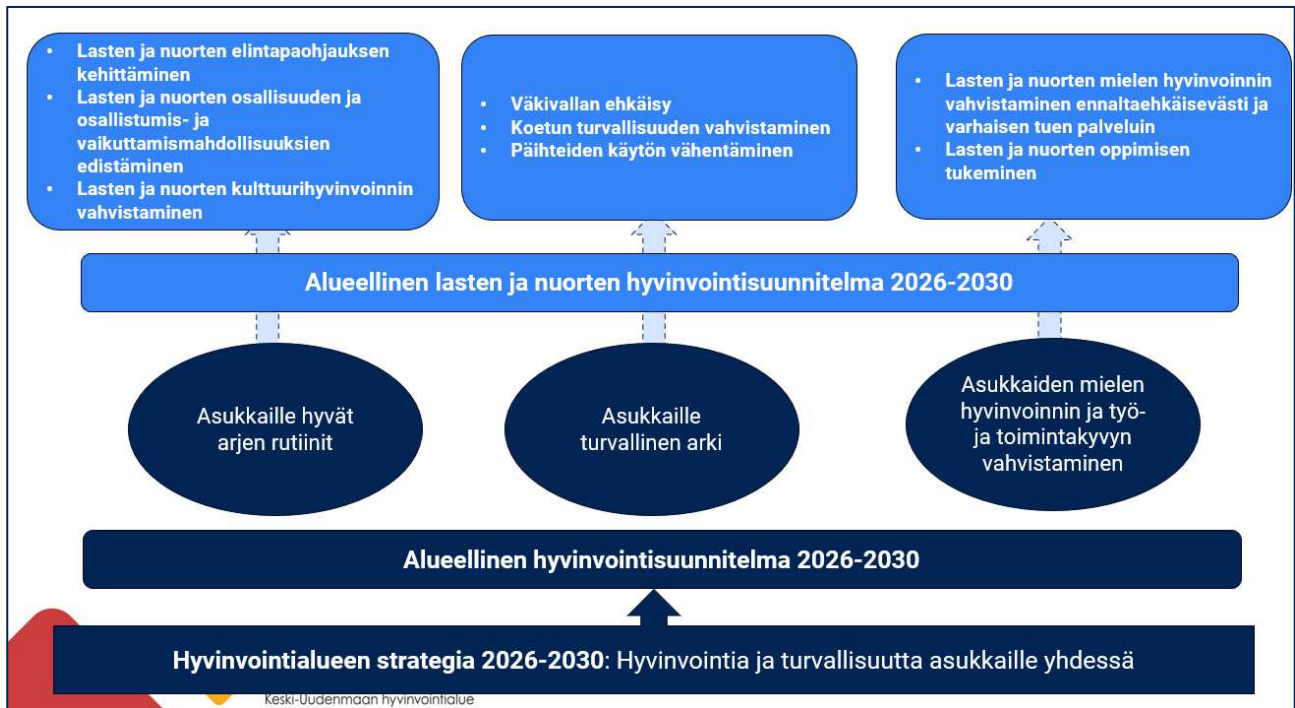 • Lasten ja nuorten elintapaohjauksen
kehittäminen
• Lasten ja nuorten osallisuuden ja
osallistumis- ja
vaikuttamismahdollisuuksien
edistäminen
• Lasten ja nuorten kulttuurihyvinvoinnin
vahvistaminen
• Väkivallan ehkäisy
• Koetun turvallisuuden vahvistaminen
• Päihteiden käytön vähentäminen
• Lasten ja nuorten mielen hyvinvoinnin
vahvistaminen ennaltaehkäisevästi ja
varhaisen tuen palveluin
• Lasten ja nuorten oppimisen
tukeminen
Alueellinen lasten ja nuorten hyvinvointisuunnitelma 2026-2030
Asukkaille hyvät
arjen rutiinit
Asukkaille
turvallinen arki
Asukkaiden mielen
hyvinvoinnin ja työ-
ja toimintakyvyn
vahvistaminen
Alueellinen hyvinvointisuunnitelma 2026-2030
Hyvinvointialueen strategia 2026-2030: Hyvinvointia ja turvallisuutta asukkaille yhdessä
Keski-Uudenmaan hyvinvointialue